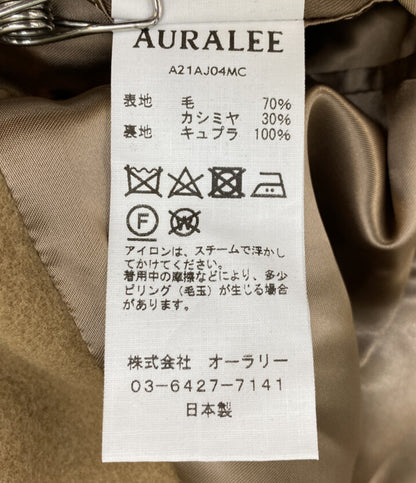 AURALEE
A21AJ04MC
表地 毛 70%
カシミヤ 30%
裏地 キュプラ 100%
F W
アイロンは、スチームで浮かし
てかけてください。
着用中の摩擦などにより、多少
ピリング(毛玉)が生じる場合
があります。
株式会社 オーラリー
03-6427-7141
日本製